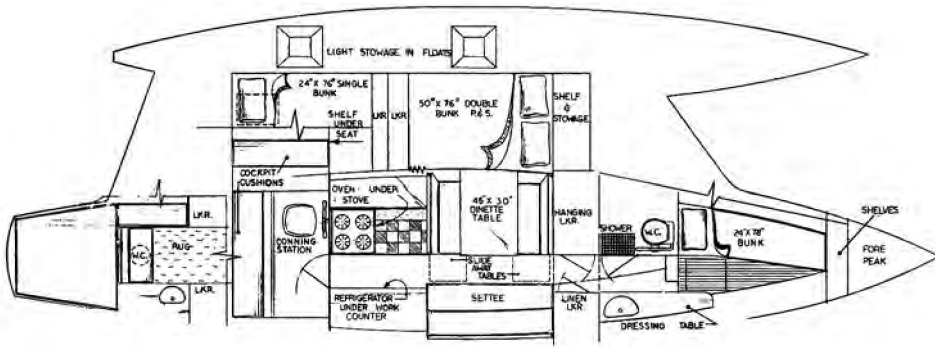 LIGHT STOWAGE IN FLOATS
24" X 76" SINGLE
BUNK
SHELF
UNDER
SEAT
LKR
LKR
50" X 76" DOUBLE
BUNK P.& S.
SHELF
&
STOWAGE
COCKPIT
CUSHIONS
OVEN UNDER
STOVE
46" X 30"
DINETTE
TABLE
HANGING
LKR.
SHOWER
W.C.
24" X 78"
BUNK
SHELVES
FORE
PEAK
LKR.
W.C.
RUG
LKR.
CONNING
STATION
SLIDE
AWAY
TABLES
REFRIGERATOR
UNDER WORK
COUNTER
SETTEE
LINEN
LKR
DRESSING TABLE